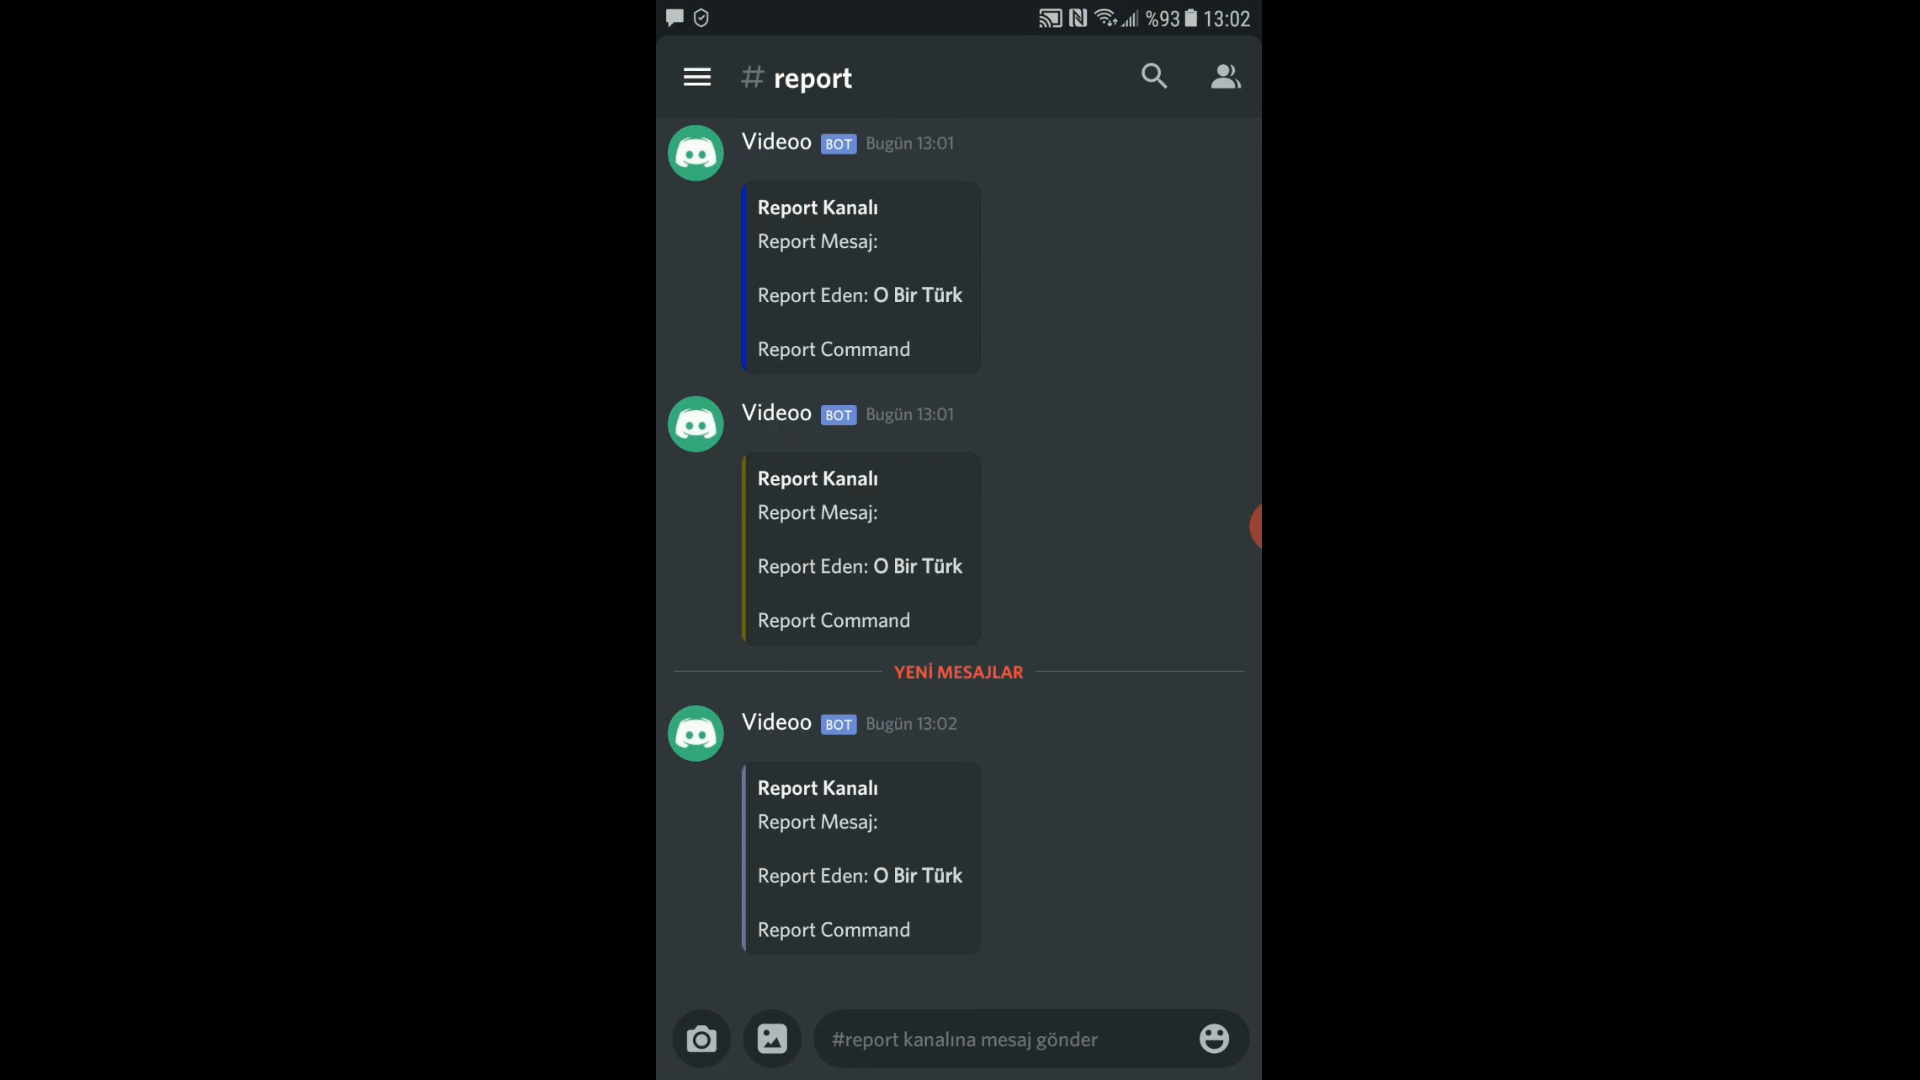 %93 13:02
# report
Videoo BOT Bugün 13:01
Report Kanalı
Report Mesaj:
Report Eden: O Bir Türk
Report Command
Videoo BOT Bugün 13:01
Report Kanalı
Report Mesaj:
Report Eden: O Bir Türk
Report Command
YENİ MESAJLAR
Videoo BOT Bugün 13:02
Report Kanalı
Report Mesaj:
Report Eden: O Bir Türk
Report Command
#report kanalına mesaj gönder